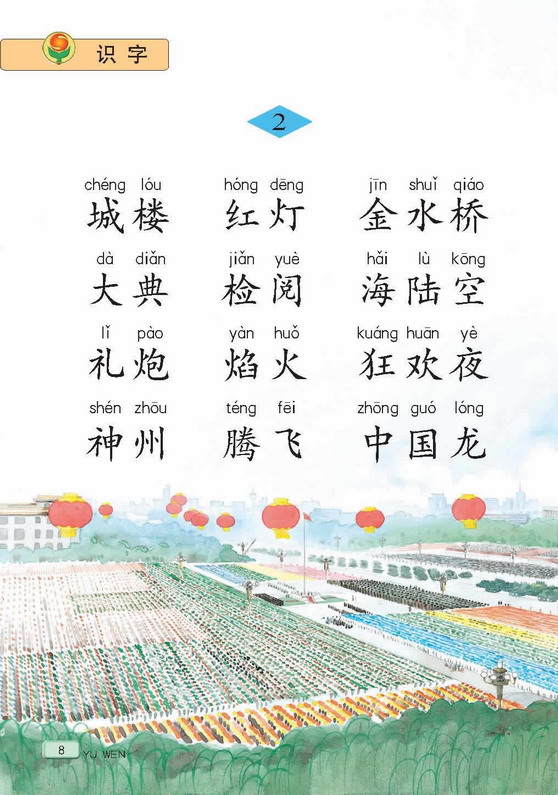 识字
2
chéng lóu hóng dēng jīn shuǐ qiáo
城楼 红灯 金水桥
dà diǎn jiǎn yuè hǎi lù kōng
大典 检阅 海陆空
lǐ pào yàn huǒ kuáng huān yè
礼炮 焰火 狂欢夜
shén zhōu téng fēi zhōng guó lóng
神州 腾飞 中国龙
8 YU WEN